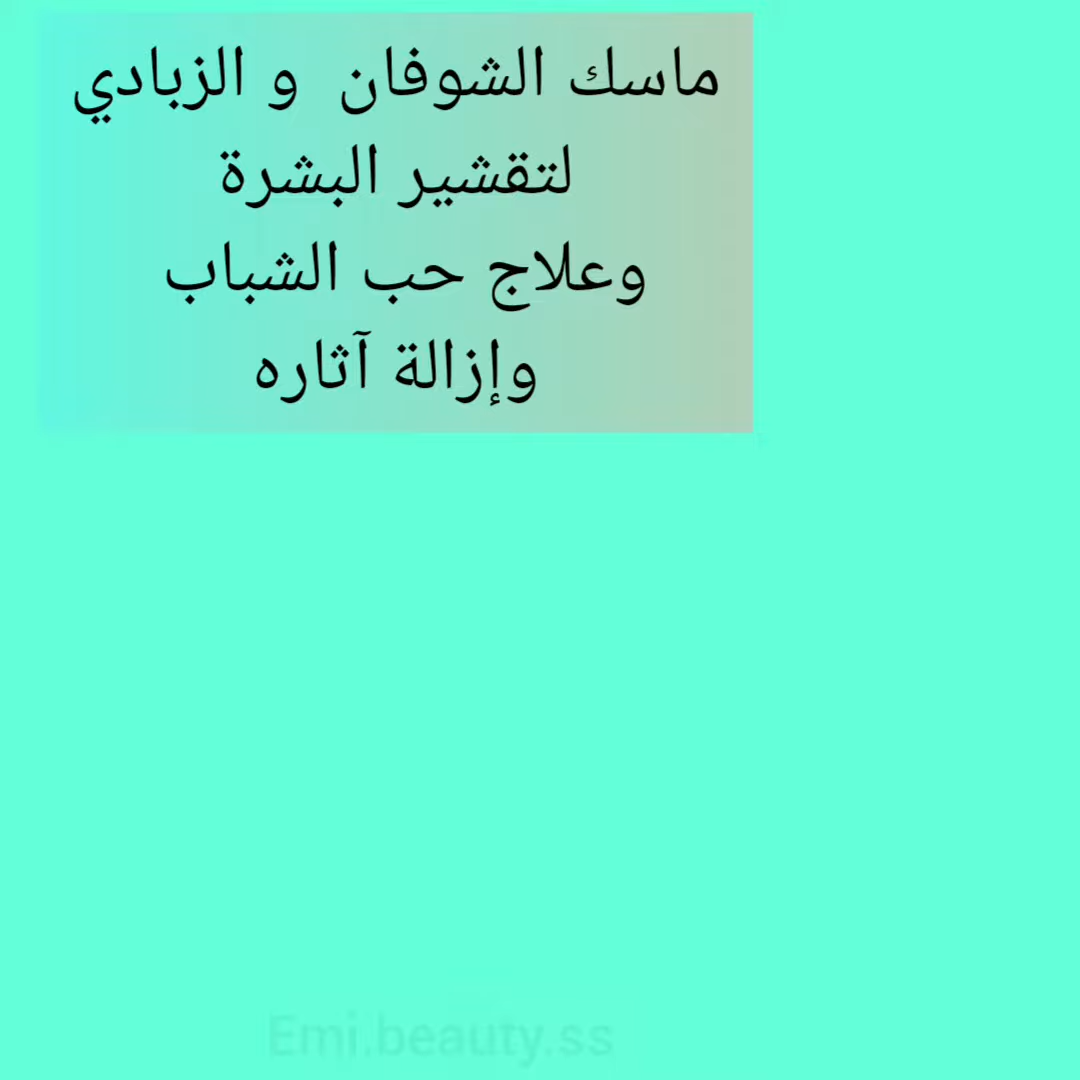 ماسك الشوفان و الزبادي
لتقشير البشرة
وعلاج حب الشباب
وإزالة آثاره
Emi.beauty.ss